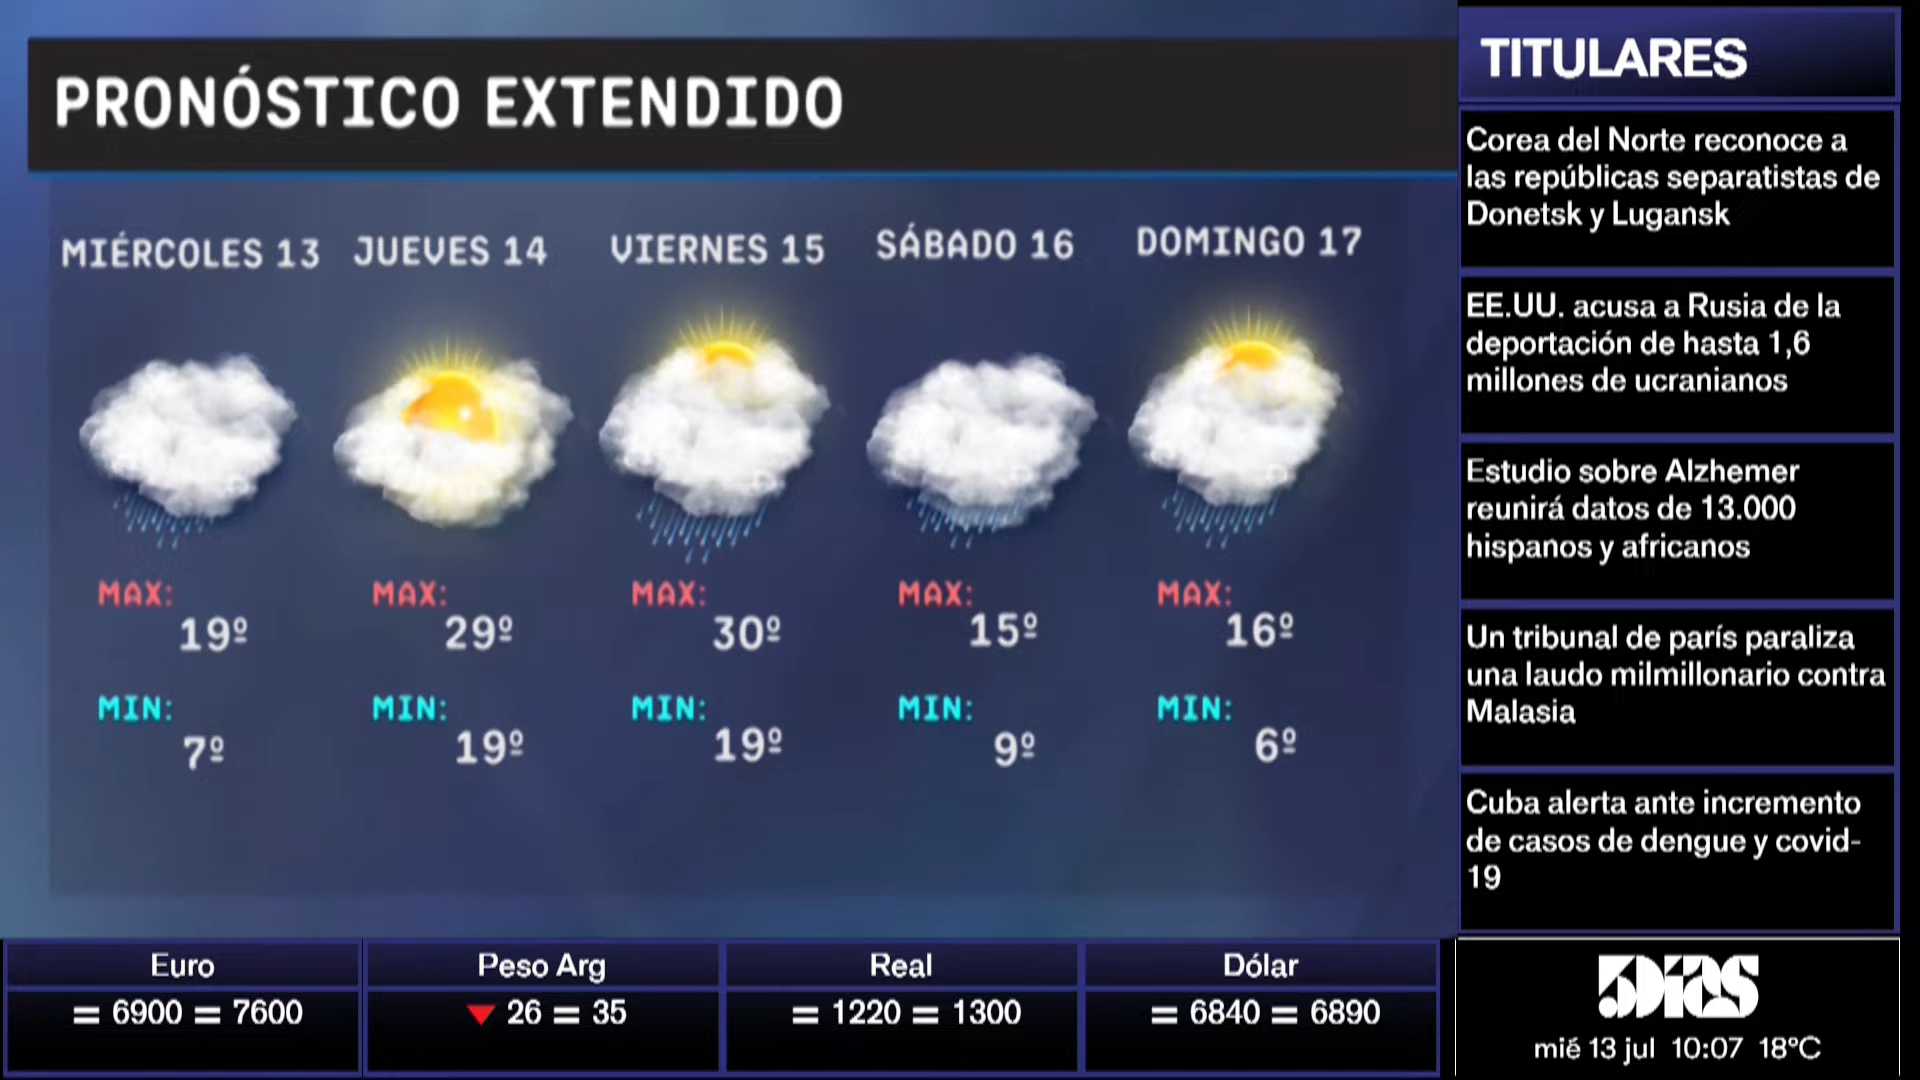 PRONÓSTICO EXTENDIDO
MIÉRCOLES 13
JUEVES 14
VIERNES 15
SÁBADO 16
DOMINGO 17
MAX:
19º
MAX:
29º
MAX:
30º
MAX:
15º
MAX:
16º
MIN:
7º
MIN:
19º
MIN:
19º
MIN:
9º
MIN:
6º
TITULARES
Corea del Norte reconoce a
las repúblicas separatistas de
Donetsk y Lugansk
EE.UU. acusa a Rusia de la
deportación de hasta 1,6
millones de ucranianos
Estudio sobre Alzhemer
reunirá datos de 13.000
hispanos y africanos
Un tribunal de parís paraliza
una laudo milmillonario contra
Malasia
Cuba alerta ante incremento
de casos de dengue y covid-
19
Euro
= 6900 = 7600
Peso Arg
▼ 26 = 35
Real
= 1220 = 1300
Dólar
= 6840 = 6890
5DÍAS
mié 13 jul 10:07 18°C